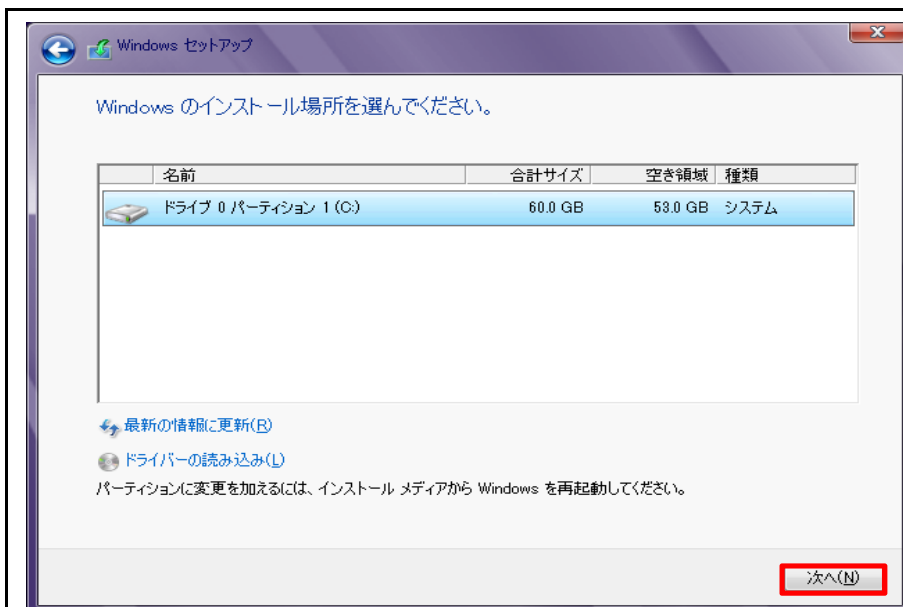 Windows セットアップ
Windows のインストール場所を選んでください。
名前 合計サイズ 空き領域 種類
ドライブ 0 パーティション 1 (C:) 60.0 GB 53.0 GB システム
最新の情報に更新(R)
ドライバーの読み込み(L)
パーティションに変更を加えるには、インストール メディアから Windows を再起動してください。
次へ(N)